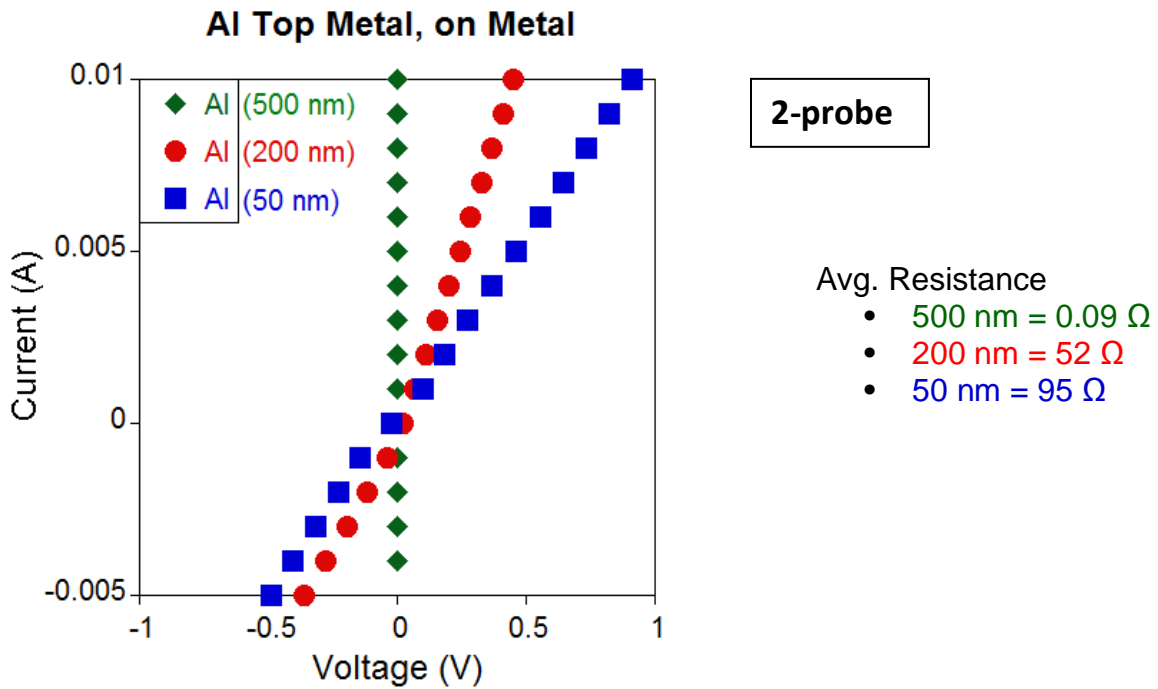 Al Top Metal, on Metal
0.01
0.005
0
-0.005
Current (A)
Al (500 nm)
Al (200 nm)
Al (50 nm)
-1
-0.5
0
0.5
1
Voltage (V)
2-probe
Avg. Resistance
• 500 nm = 0.09 Ω
• 200 nm = 52 Ω
• 50 nm = 95 Ω